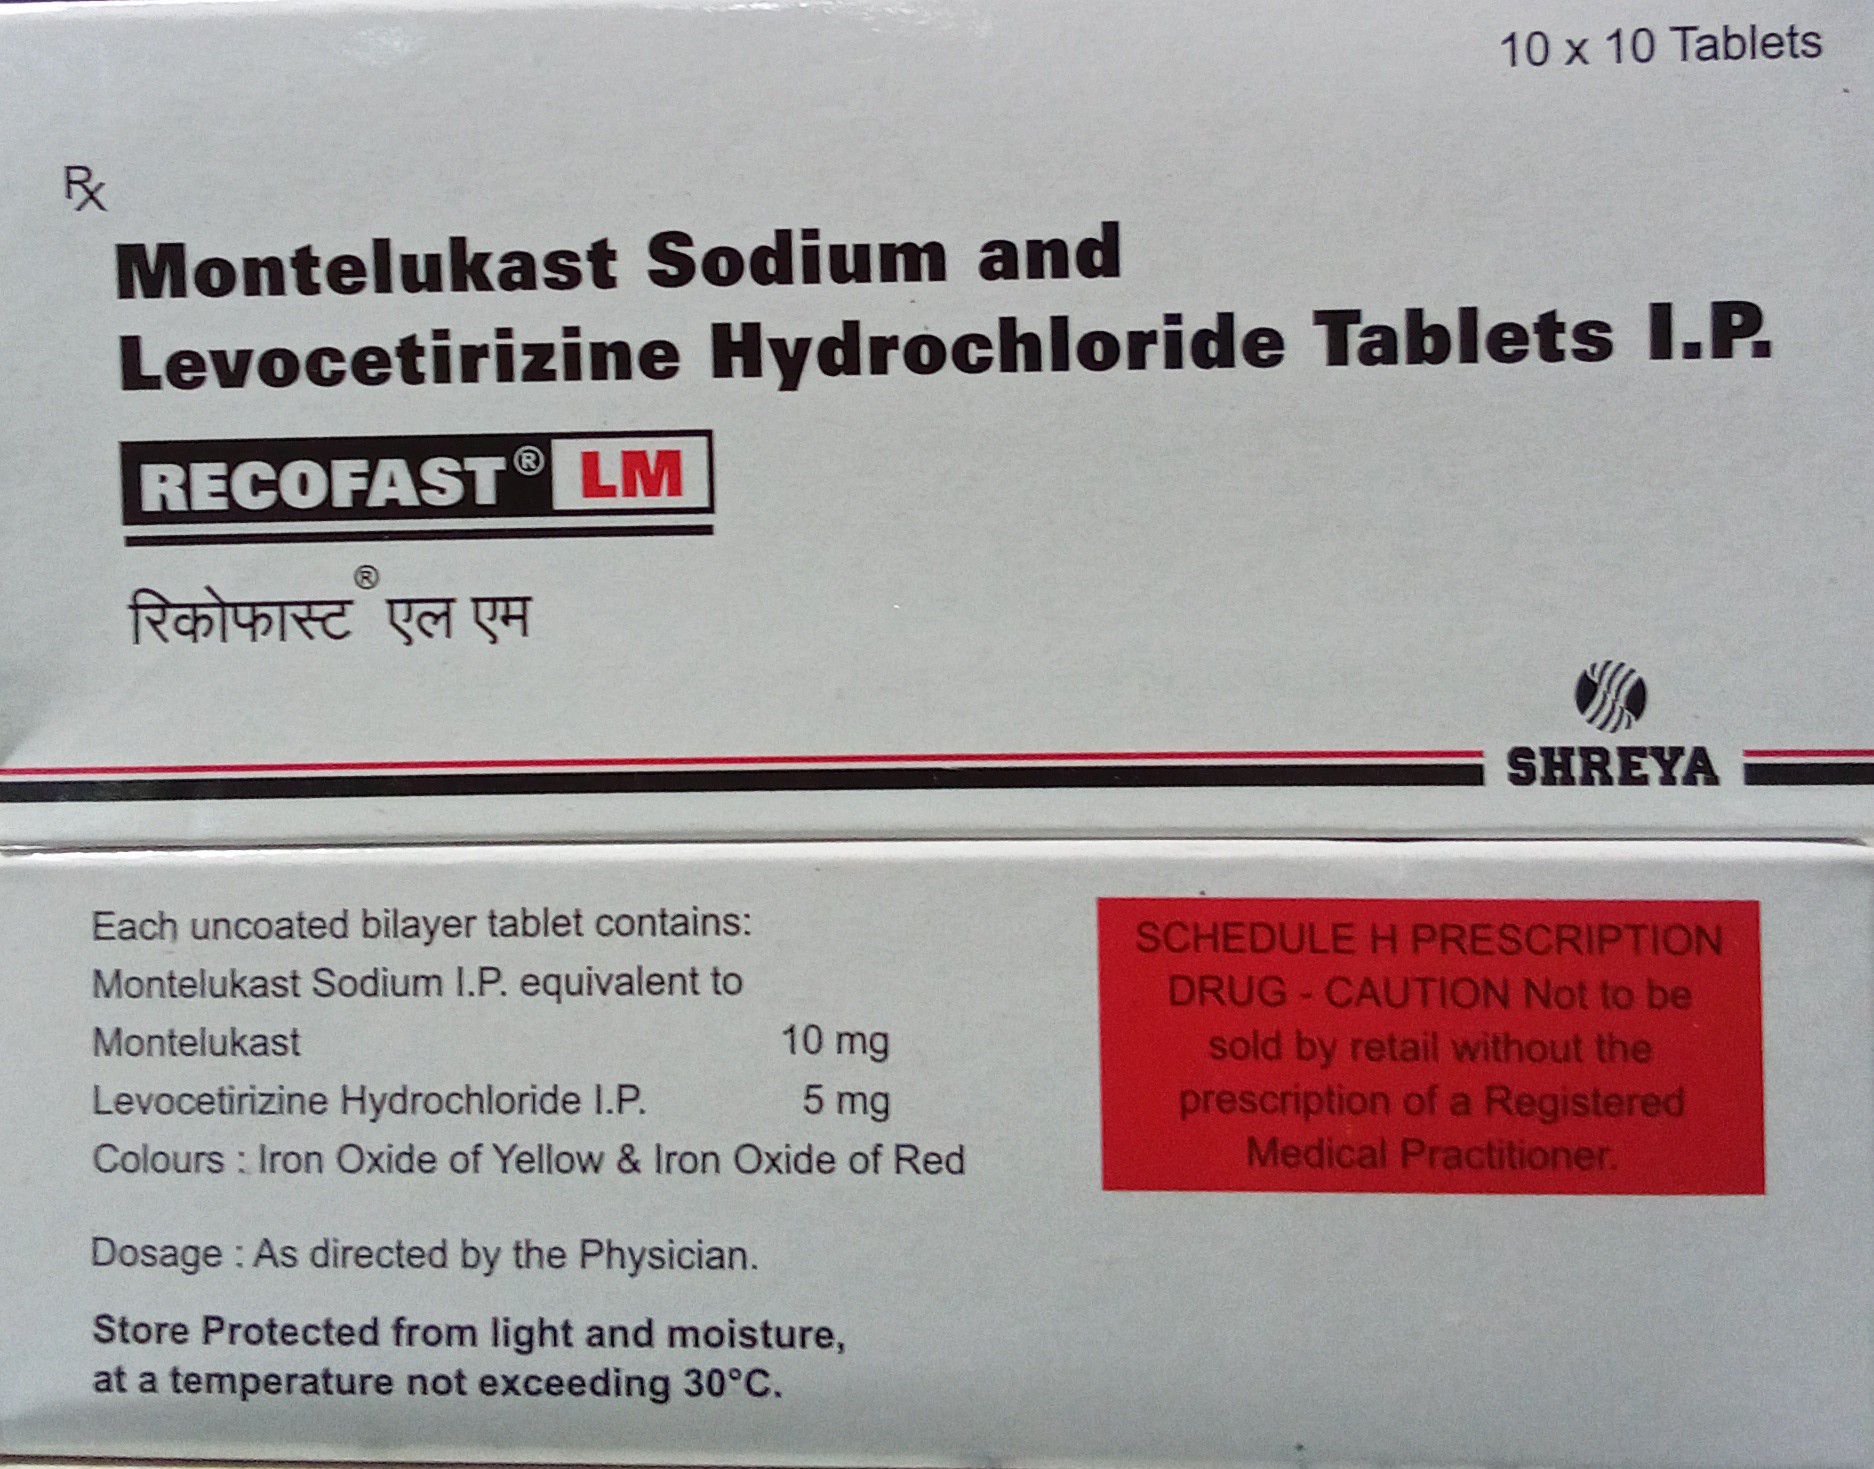 10 x 10 Tablets
Rx
Montelukast Sodium and
Levocetirizine Hydrochloride Tablets I.P.
RECOFAST® LM
रिकोफास्ट® एल एम
SHREYA
Each uncoated bilayer tablet contains:
Montelukast Sodium I.P. equivalent to
Montelukast 10 mg
Levocetirizine Hydrochloride I.P. 5 mg
Colours : Iron Oxide of Yellow & Iron Oxide of Red
Dosage : As directed by the Physician.
Store Protected from light and moisture,
at a temperature not exceeding 30°C.
SCHEDULE H PRESCRIPTION
DRUG - CAUTION Not to be
sold by retail without the
prescription of a Registered
Medical Practitioner.